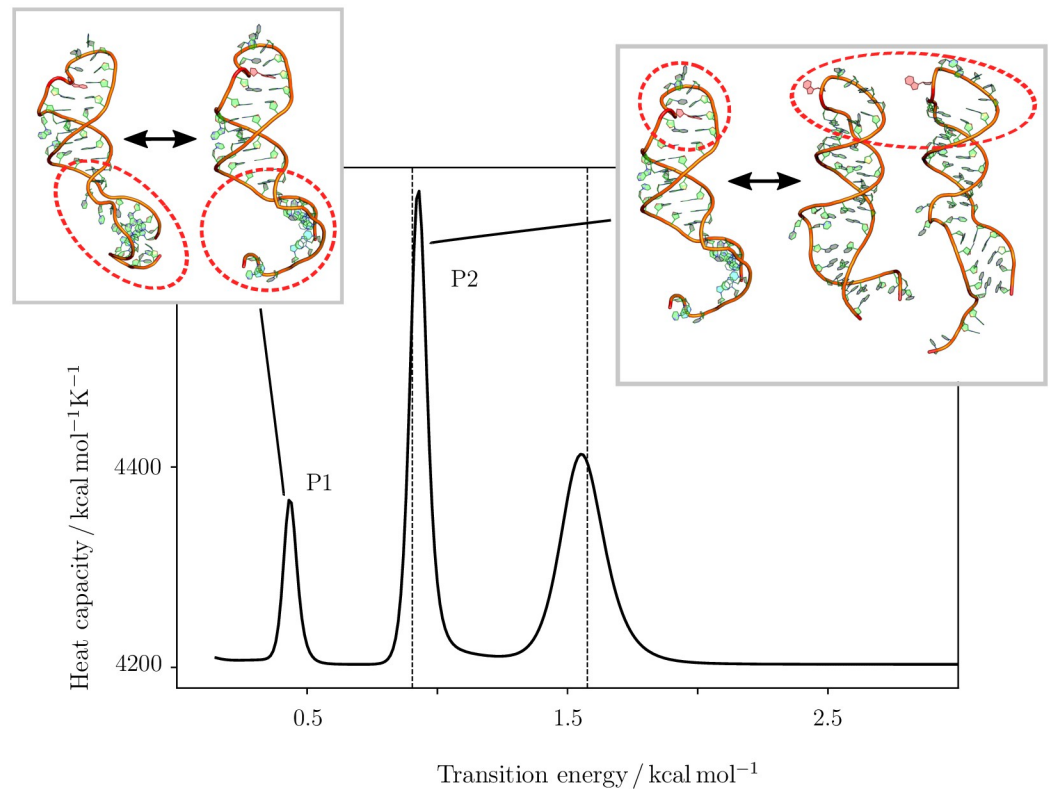 P2
P1
4400
4200
Heat capacity / kcal mol⁻¹K⁻¹
0.5
1.5
2.5
Transition energy / kcal mol⁻¹